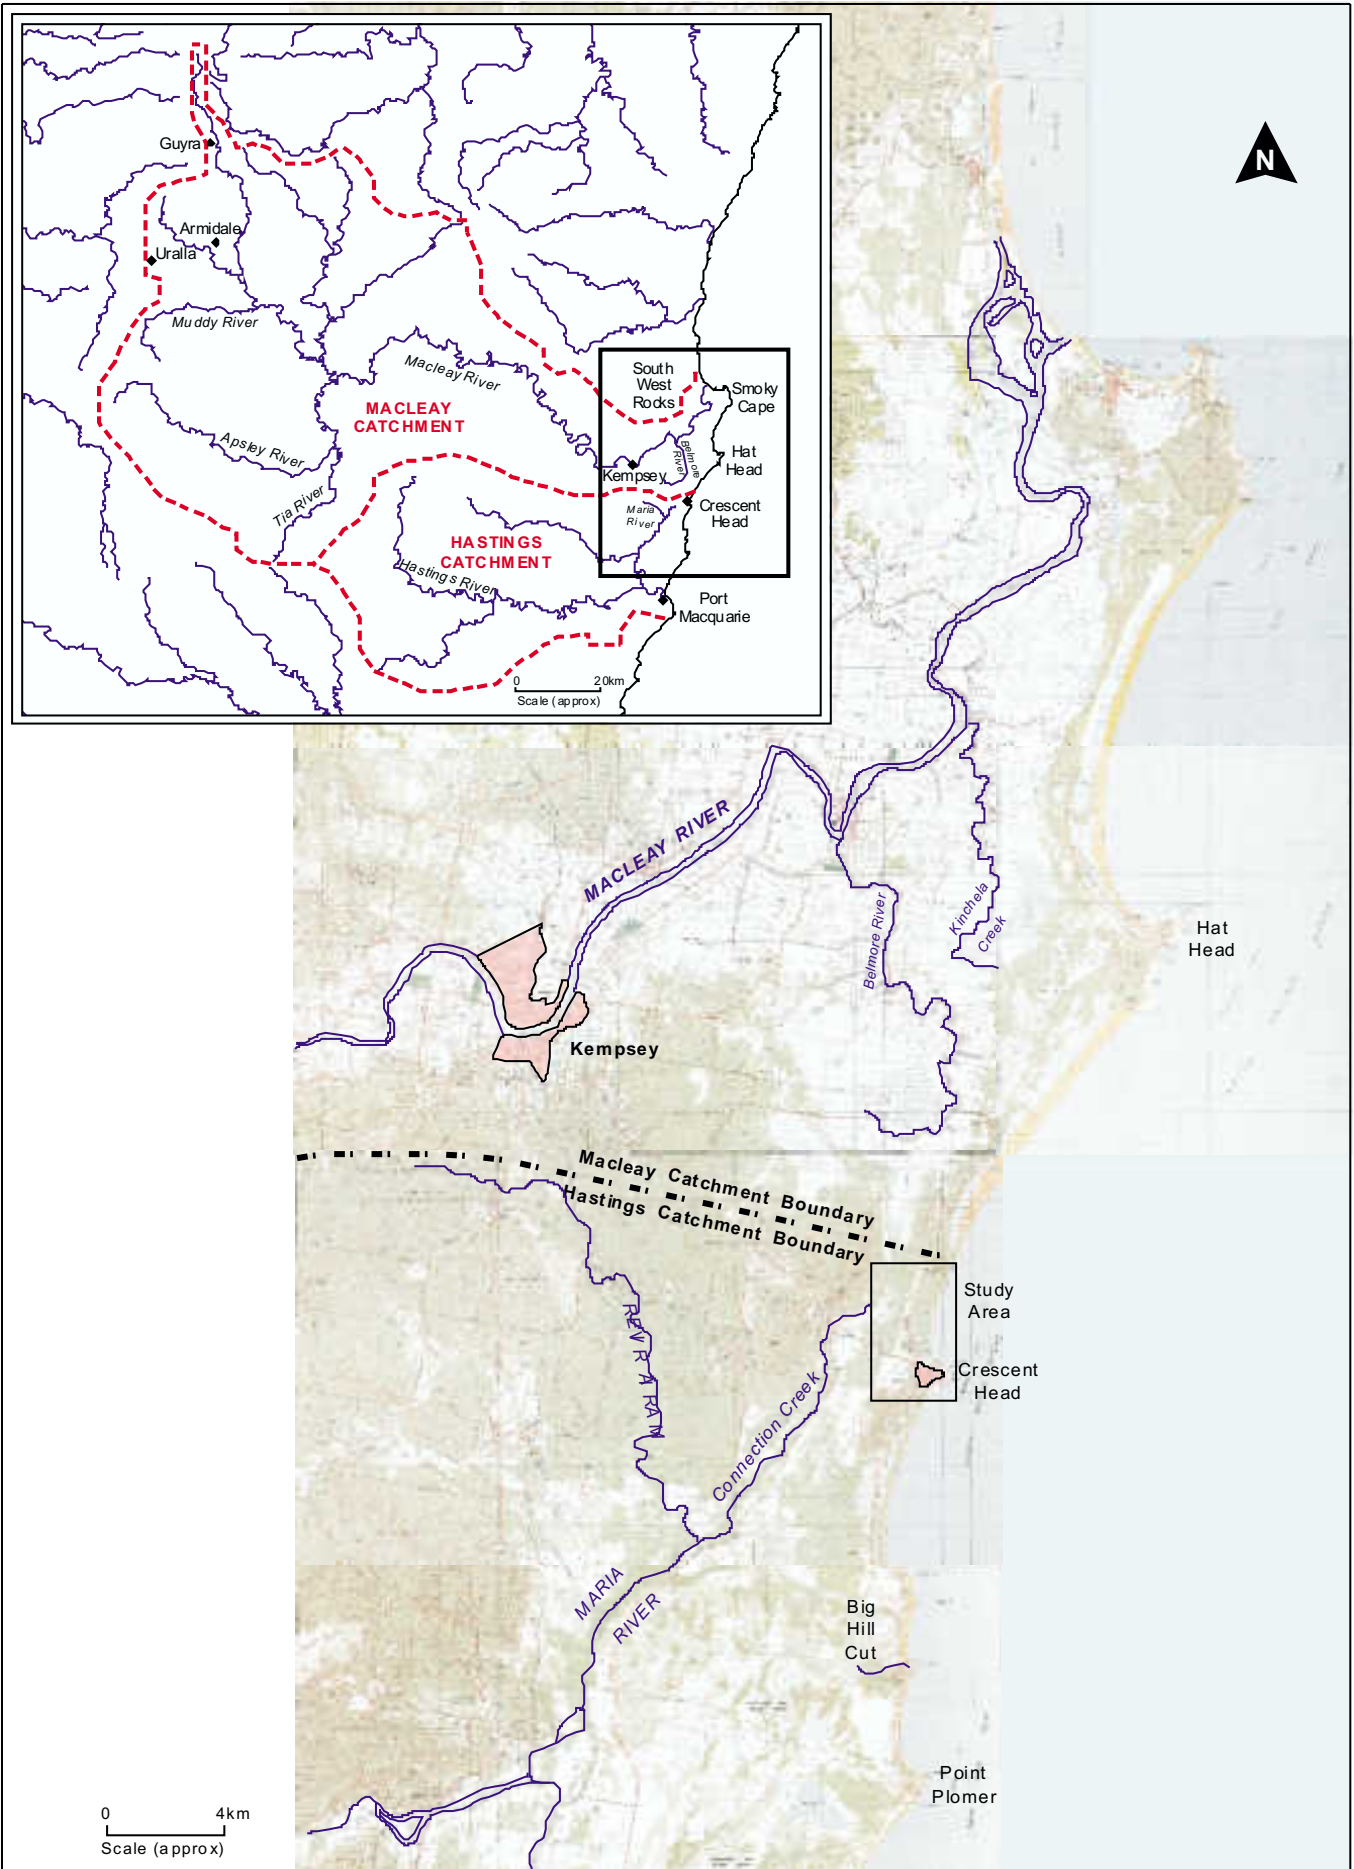 N
Guyra
Armidale
Uralla
Muddy River
Macleay River
South
West
Rocks
Smoky
Cape
MACLEAY
CATCHMENT
Apsley River
Belmore
River
Hat
Head
Kempsey
Tia River
Maria
River
Crescent
Head
HASTINGS
CATCHMENT
Hastings River
Port
Macquarie
0 20km
Scale (approx)
MACLEAY RIVER
Belmore River
Kinchela
Creek
Hat
Head
Kempsey
Macleay Catchment Boundary
Hastings Catchment Boundary
Study
Area
Crescent
Head
Connection Creek
MARIA
RIVER
Big
Hill
Cut
Point
Plomer
0 4km
Scale (approx)